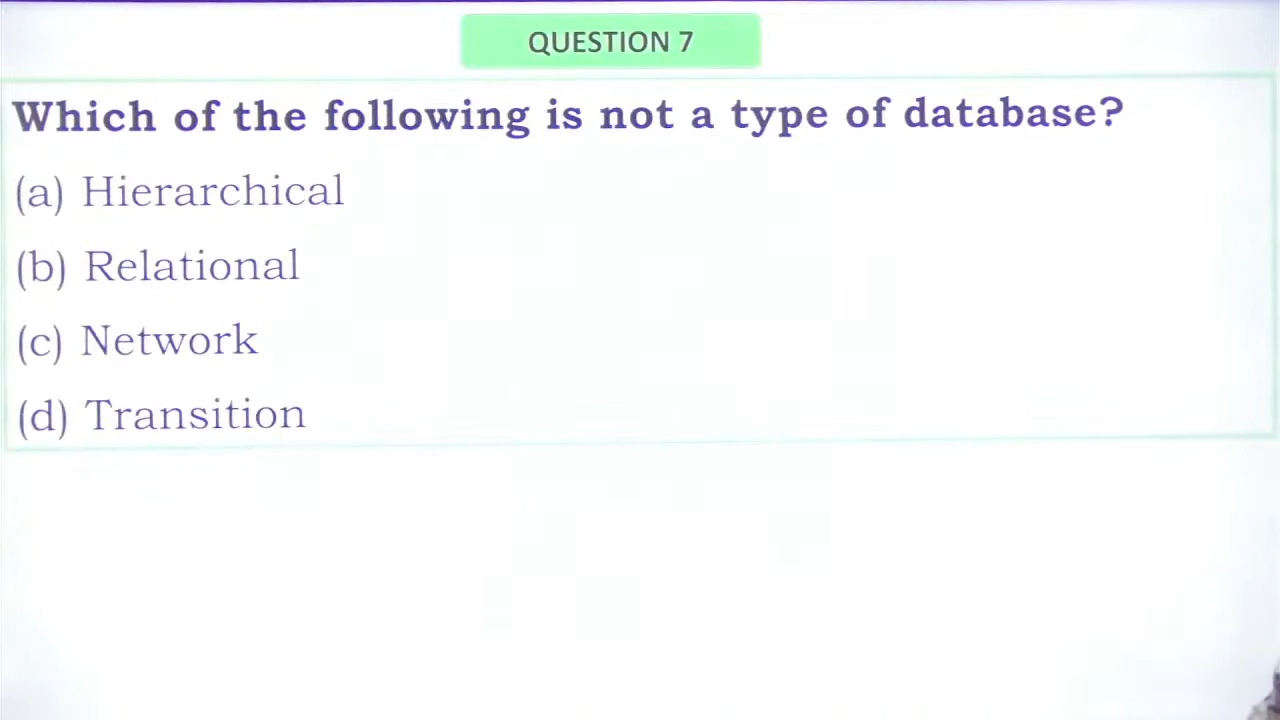 QUESTION 7
Which of the following is not a type of database?
(a) Hierarchical
(b) Relational
(c) Network
(d) Transition